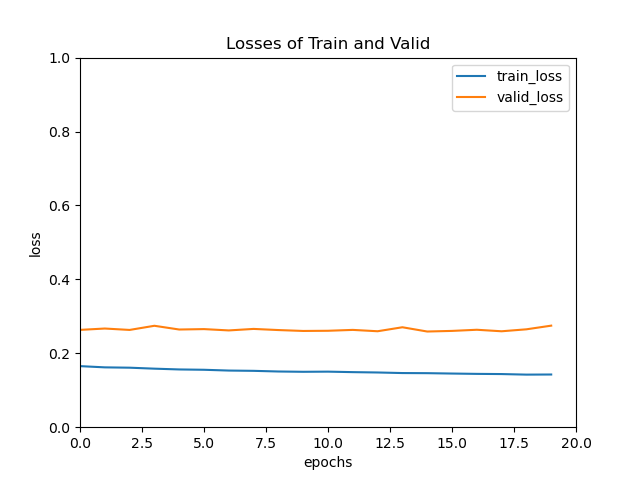 Losses of Train and Valid
1.0
0.8
0.6
0.4
0.2
0.0
loss
train_loss
valid_loss
0.0 2.5 5.0 7.5 10.0 12.5 15.0 17.5 20.0
epochs